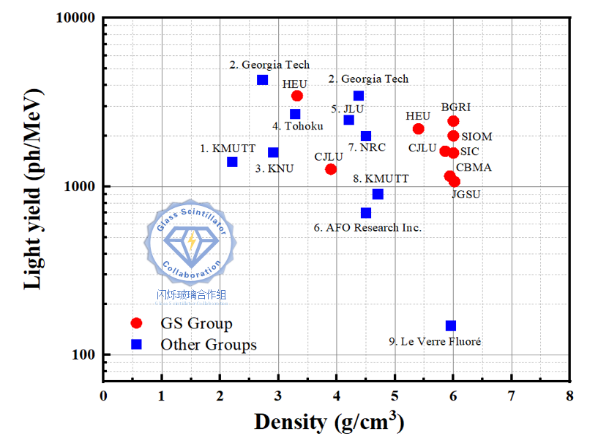 10000
2. Georgia Tech
HEU
2. Georgia Tech
5. JLU
4. Tohoku
HEU
BGRI
SIOM
7. NRC
CJLU
SIC
1. KMUTT
3. KNU
CJLU
CBMA
8. KMUTT
JGSU
1000
6. AFO Research Inc.
Glass Scintillator
Collaboration
闪烁玻璃合作组
GS Group
Other Groups
9. Le Verre Fluoré
100
Light yield (ph/MeV)
0 1 2 3 4 5 6 7 8
Density (g/cm³)